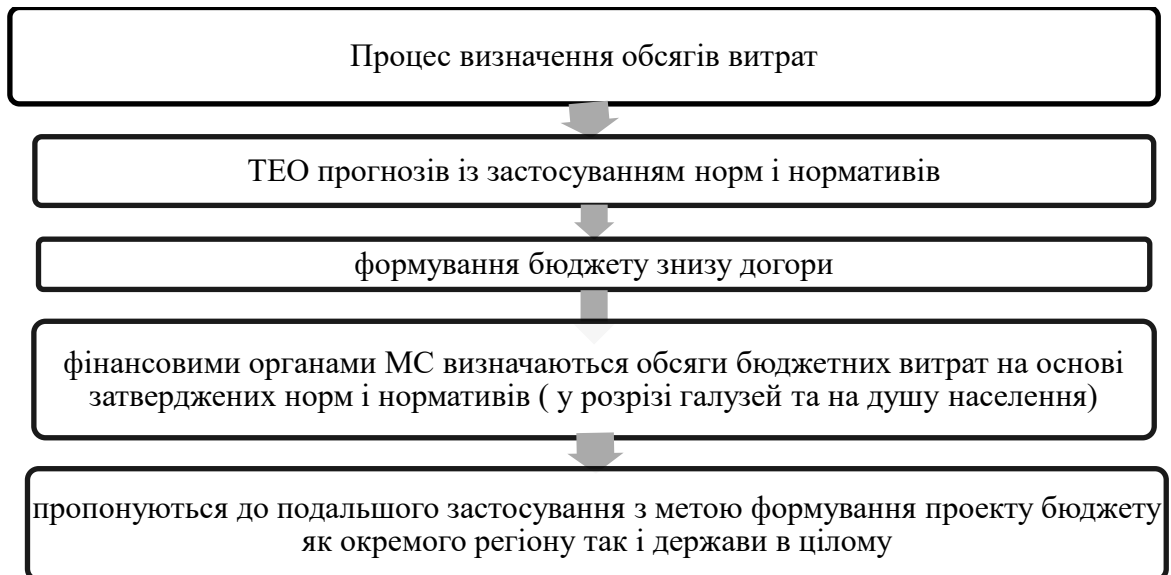 Процес визначення обсягів витрат
ТЕО прогнозів із застосуванням норм і нормативів
формування бюджету знизу догори
фінансовими органами МС визначаються обсяги бюджетних витрат на основі
затверджених норм і нормативів ( у розрізі галузей та на душу населення)
пропонуються до подальшого застосування з метою формування проекту бюджету
як окремого регіону так і держави в цілому